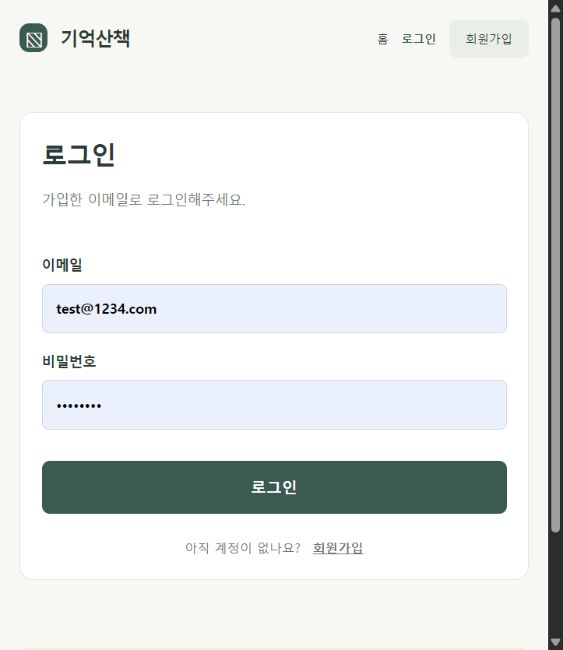 기억산책
홈 로그인 회원가입
로그인
가입한 이메일로 로그인해주세요.
이메일
test@1234.com
비밀번호
••••••••
로그인
아직 계정이 없나요? 회원가입